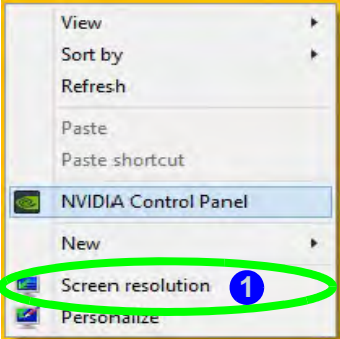 View
Sort by
Refresh
Paste
Paste shortcut
NVIDIA Control Panel
New
Screen resolution 1
Personalize